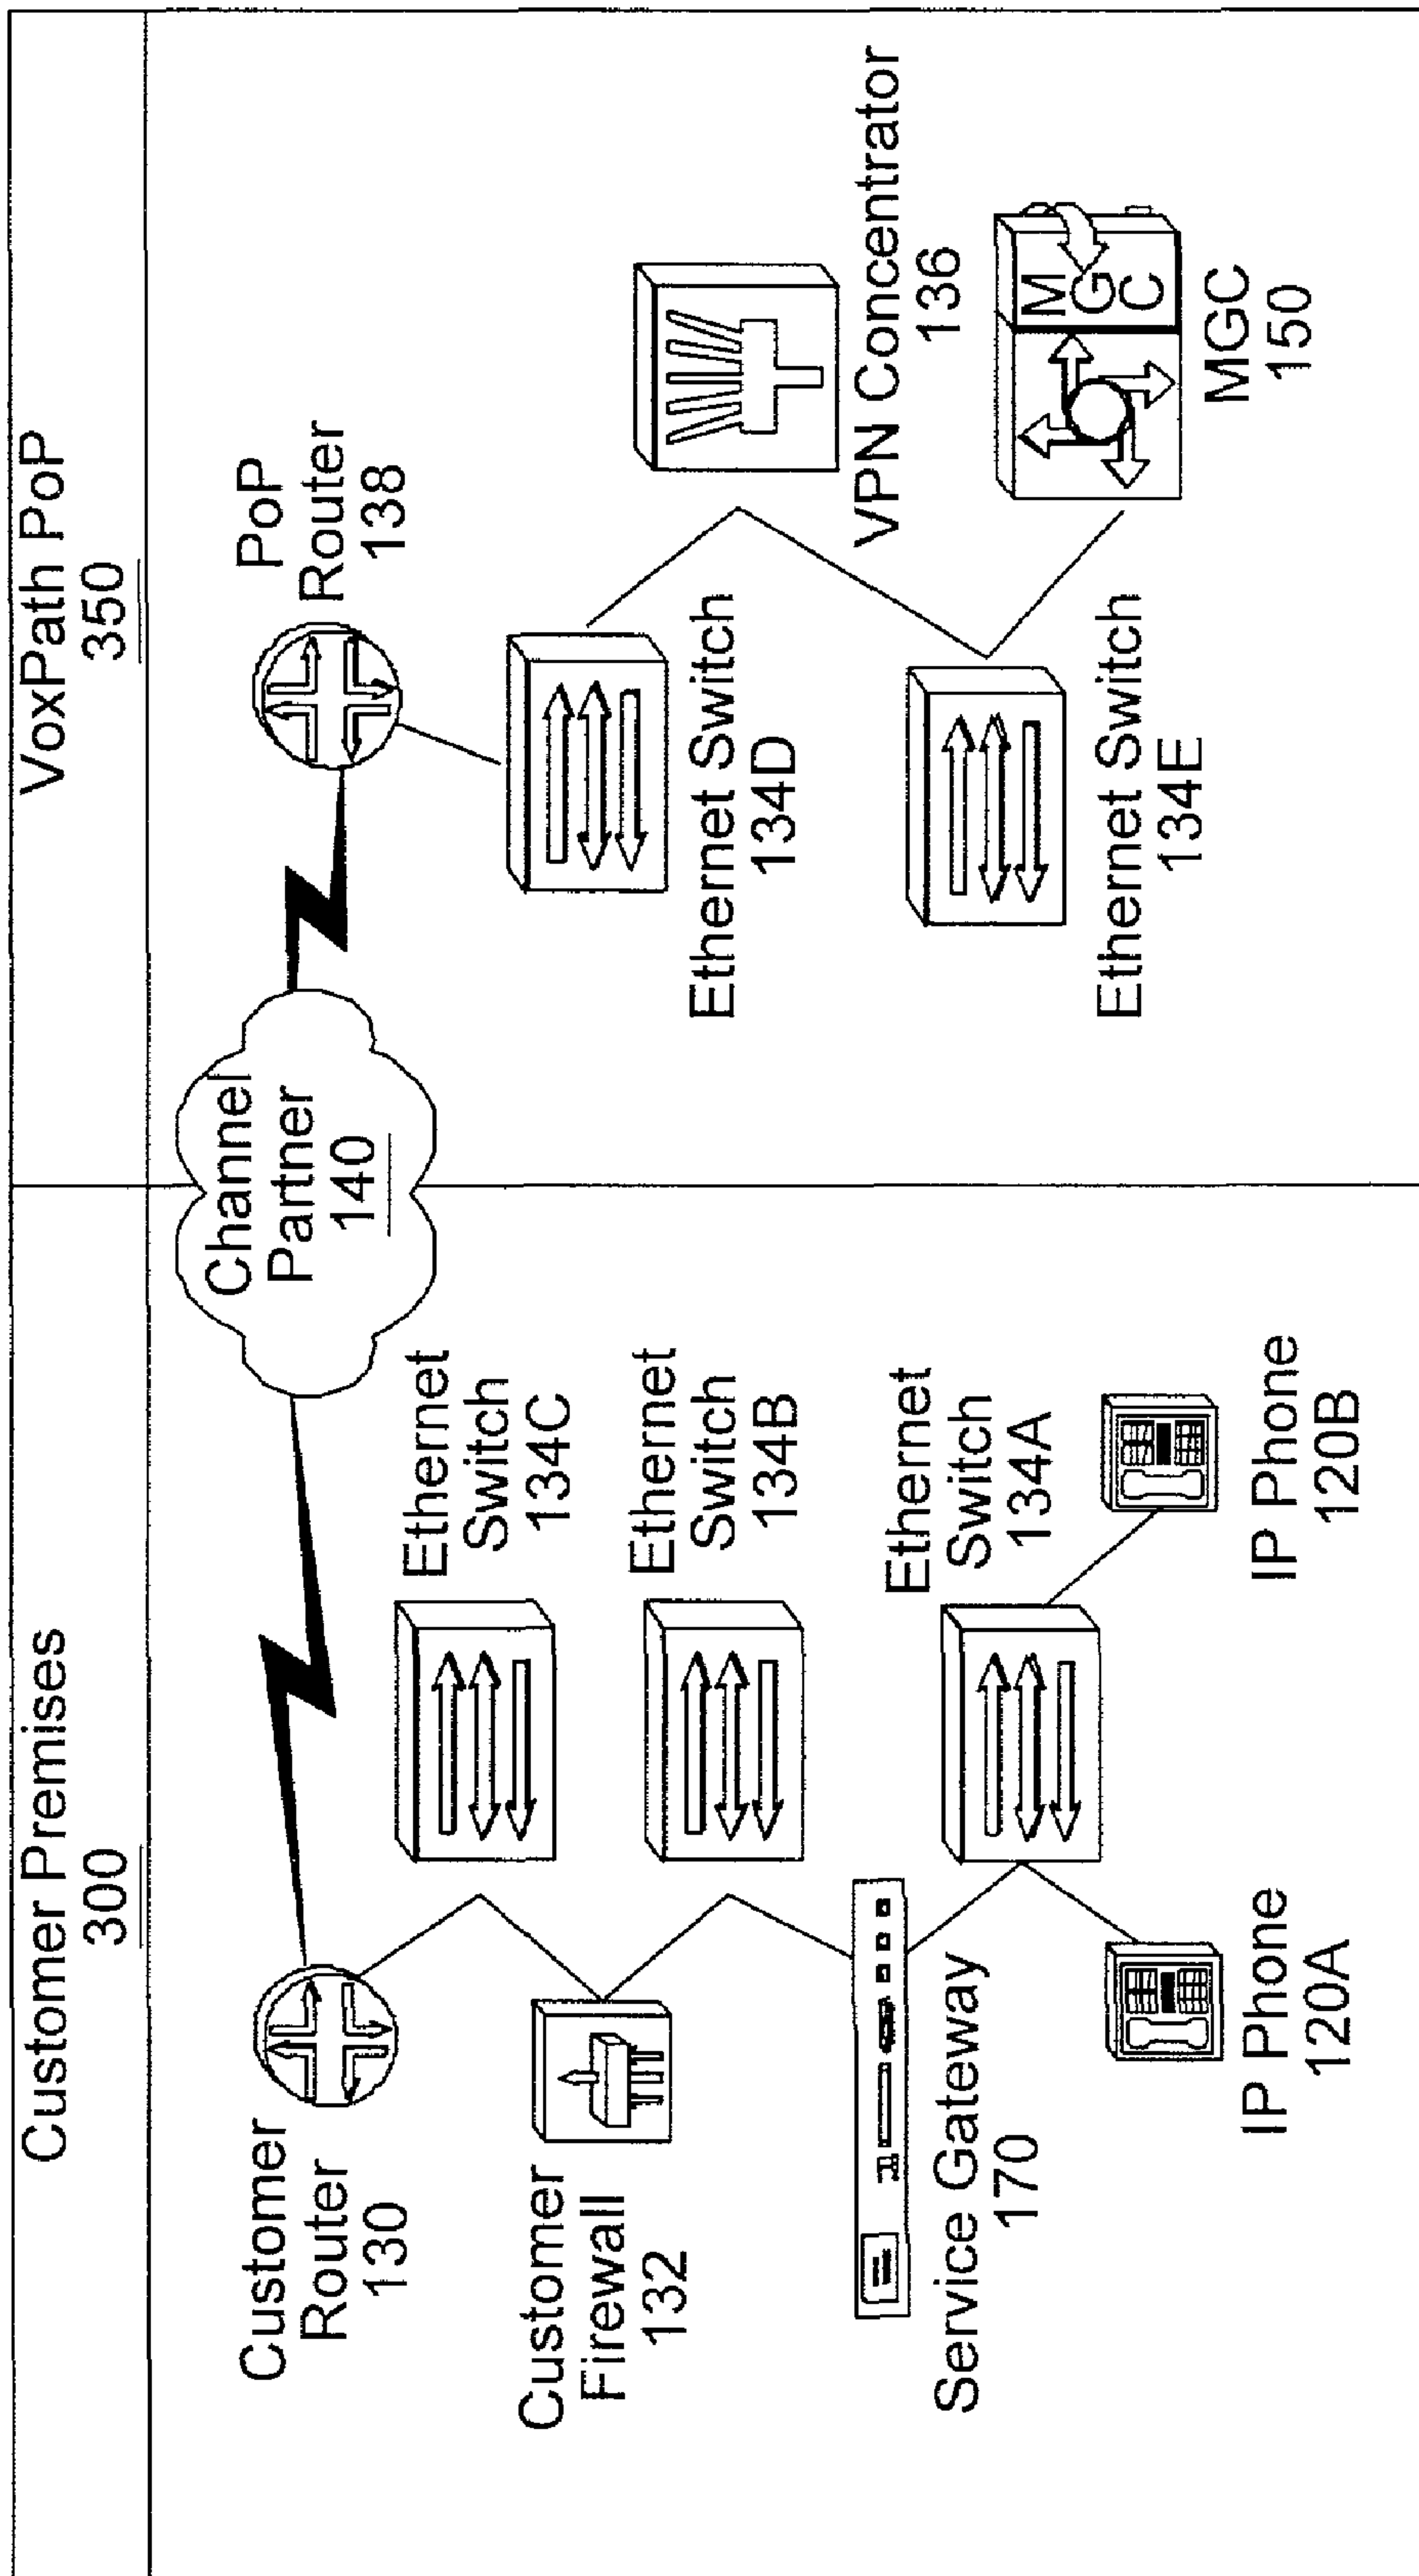 Customer Premises
300
VoxPath PoP
350
Customer
Router
130
Channel
Partner
140
PoP
Router
138
Ethernet
Switch
134C
Customer
Firewall
132
Ethernet
Switch
134B
Ethernet Switch
134D
VPN Concentrator
136
Service Gateway
170
Ethernet
Switch
134A
Ethernet Switch
134E
M
G
C
MGC
150
IP Phone
120A
IP Phone
120B